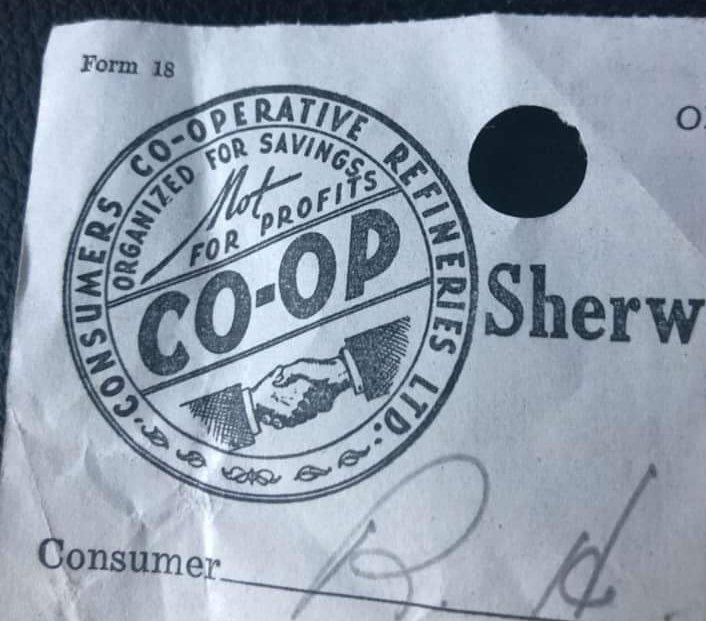 Form 18
CONSUMERS CO-OPERATIVE REFINERIES LTD.
ORGANIZED FOR SAVINGS
Not
FOR PROFITS
CO-OP
Sherw
Consumer